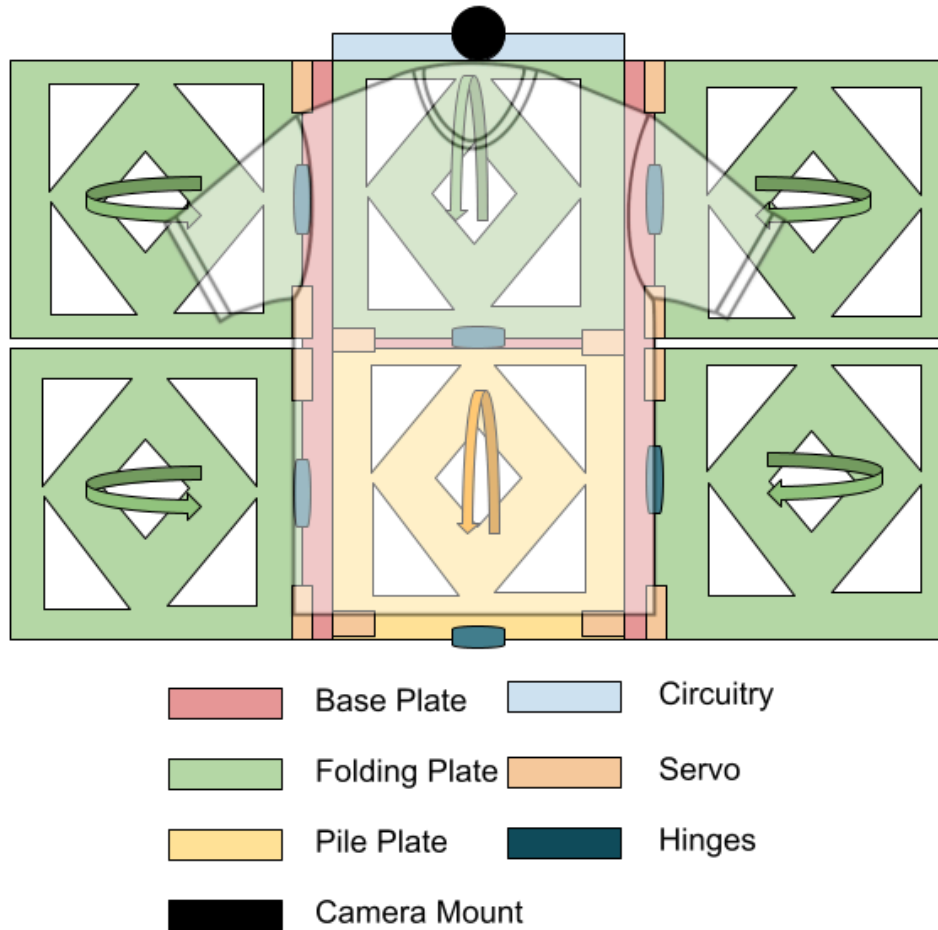 Base Plate
Circuitry
Folding Plate
Servo
Pile Plate
Hinges
Camera Mount